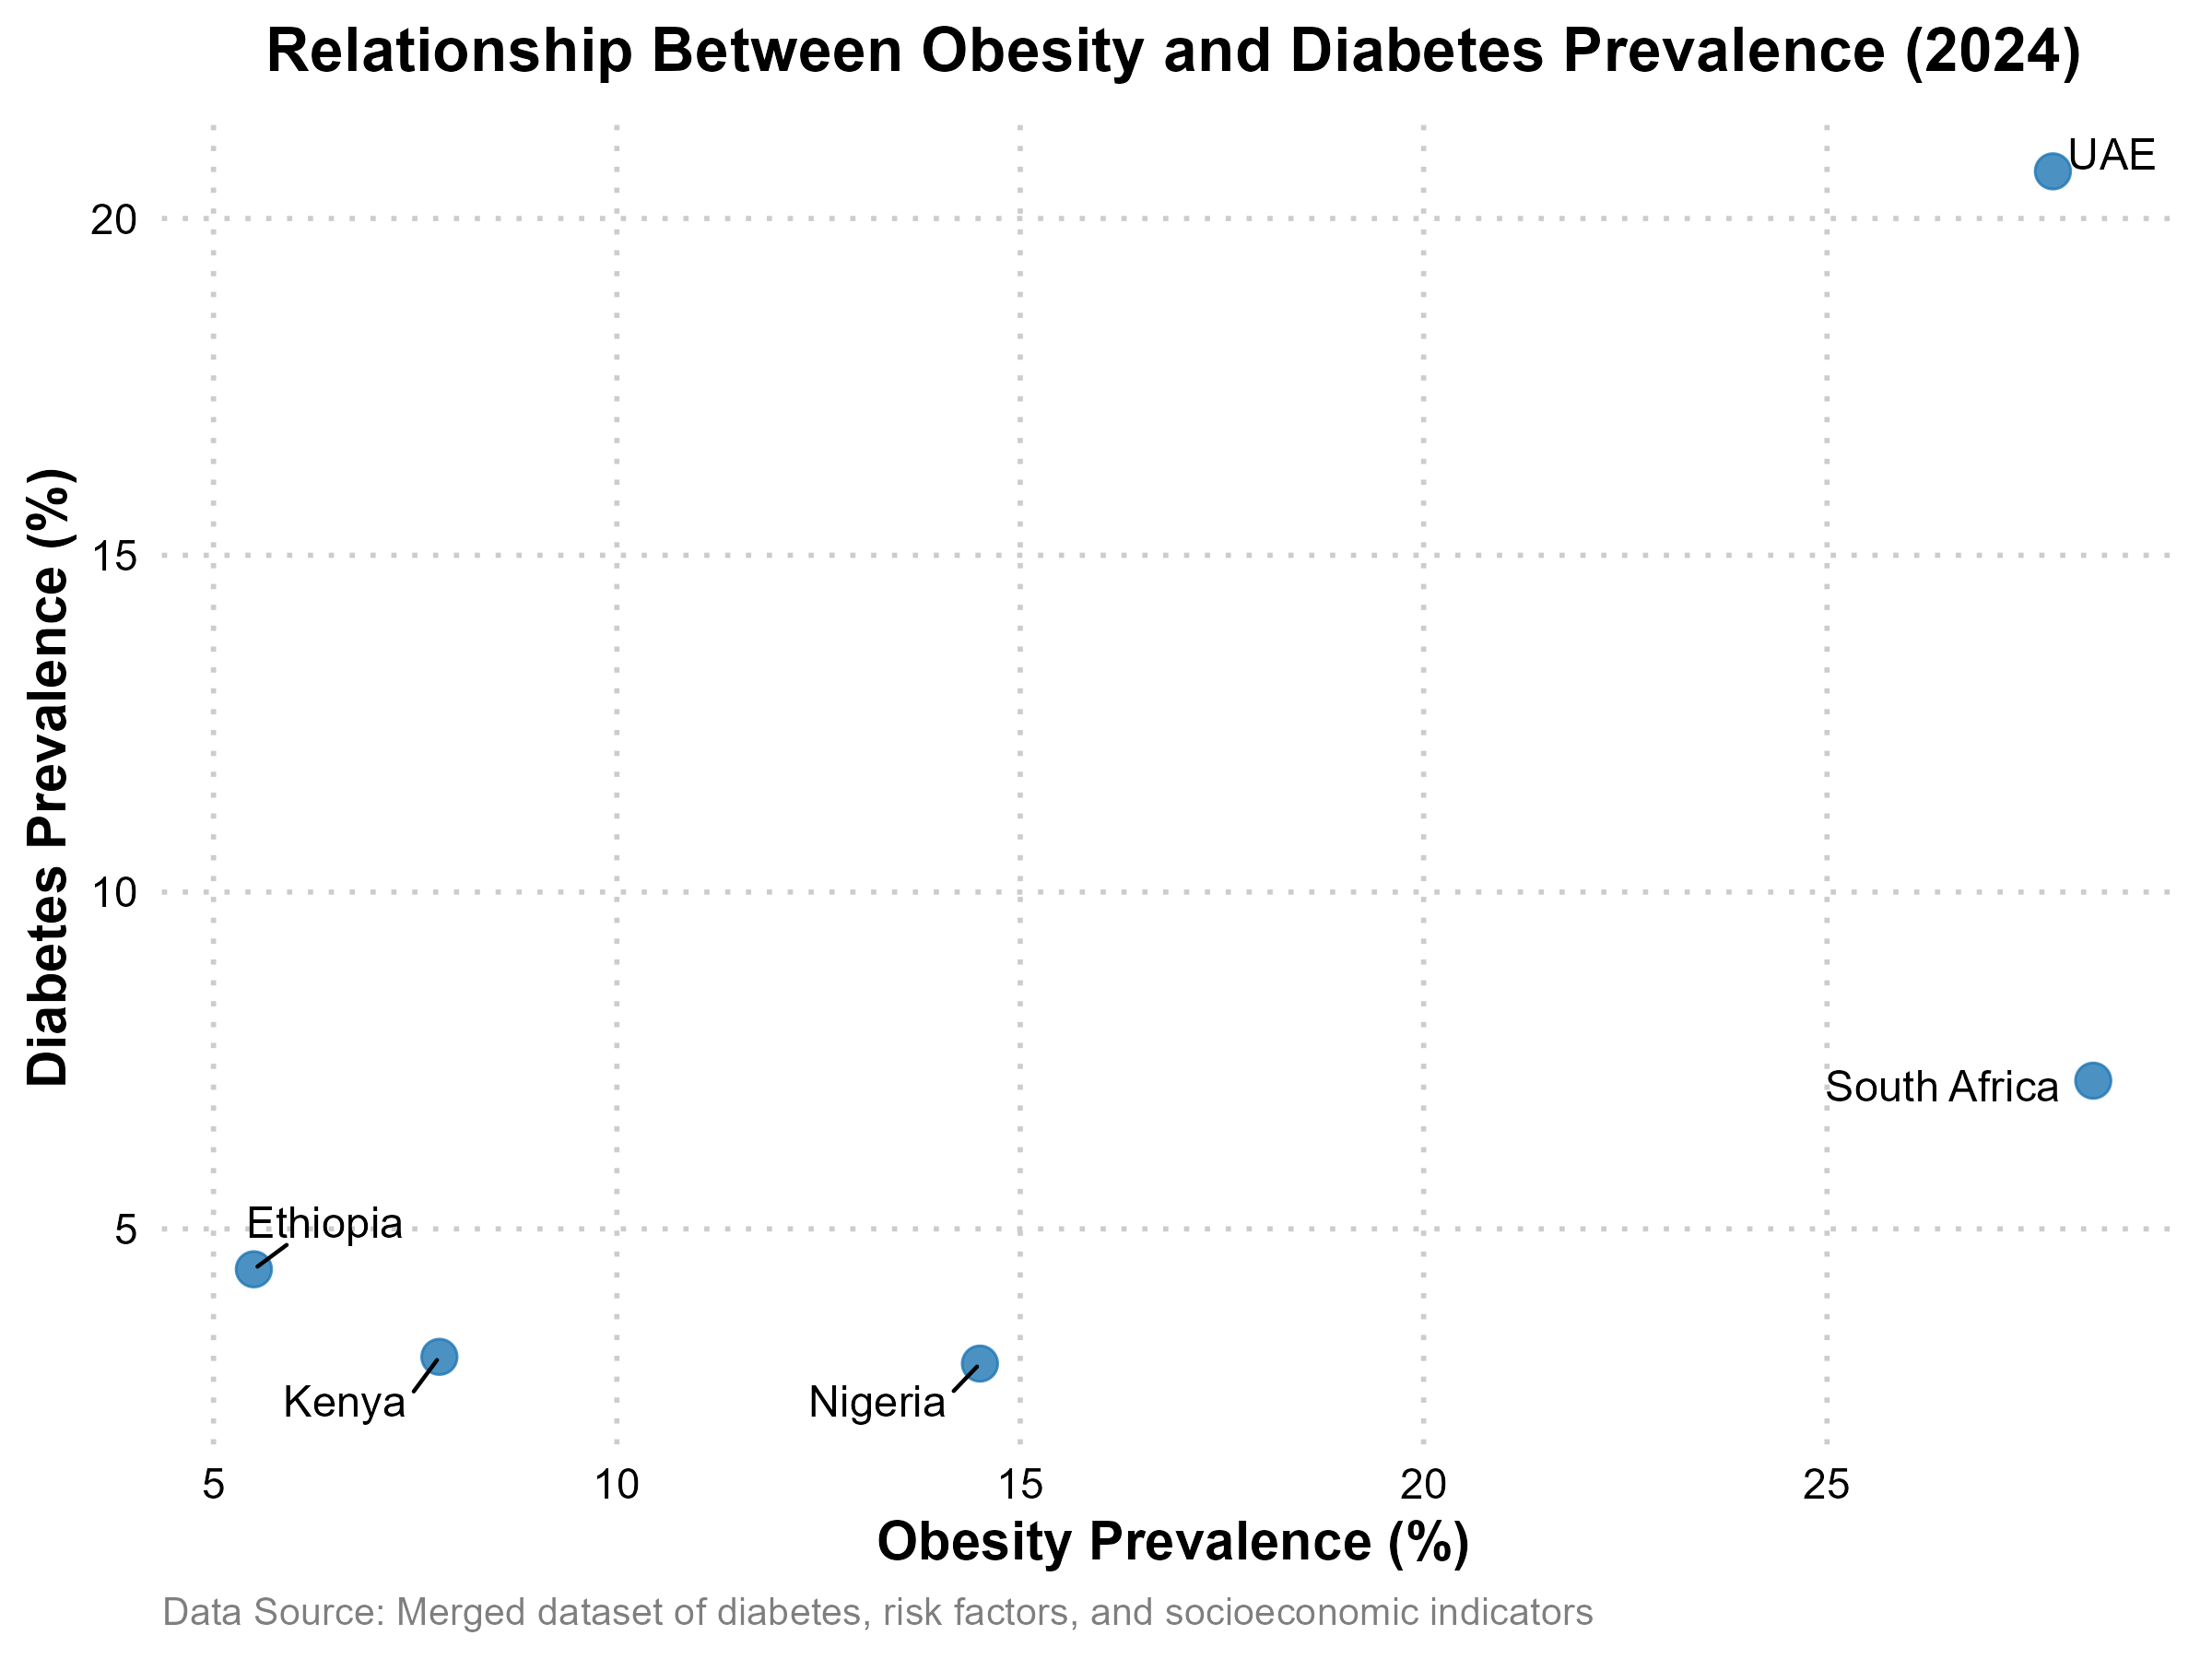 Relationship Between Obesity and Diabetes Prevalence (2024)
UAE
20
15
Diabetes Prevalence (%)
10
South Africa
5
Ethiopia
Kenya
Nigeria
5
10
15
20
25
Obesity Prevalence (%)
Data Source: Merged dataset of diabetes, risk factors, and socioeconomic indicators